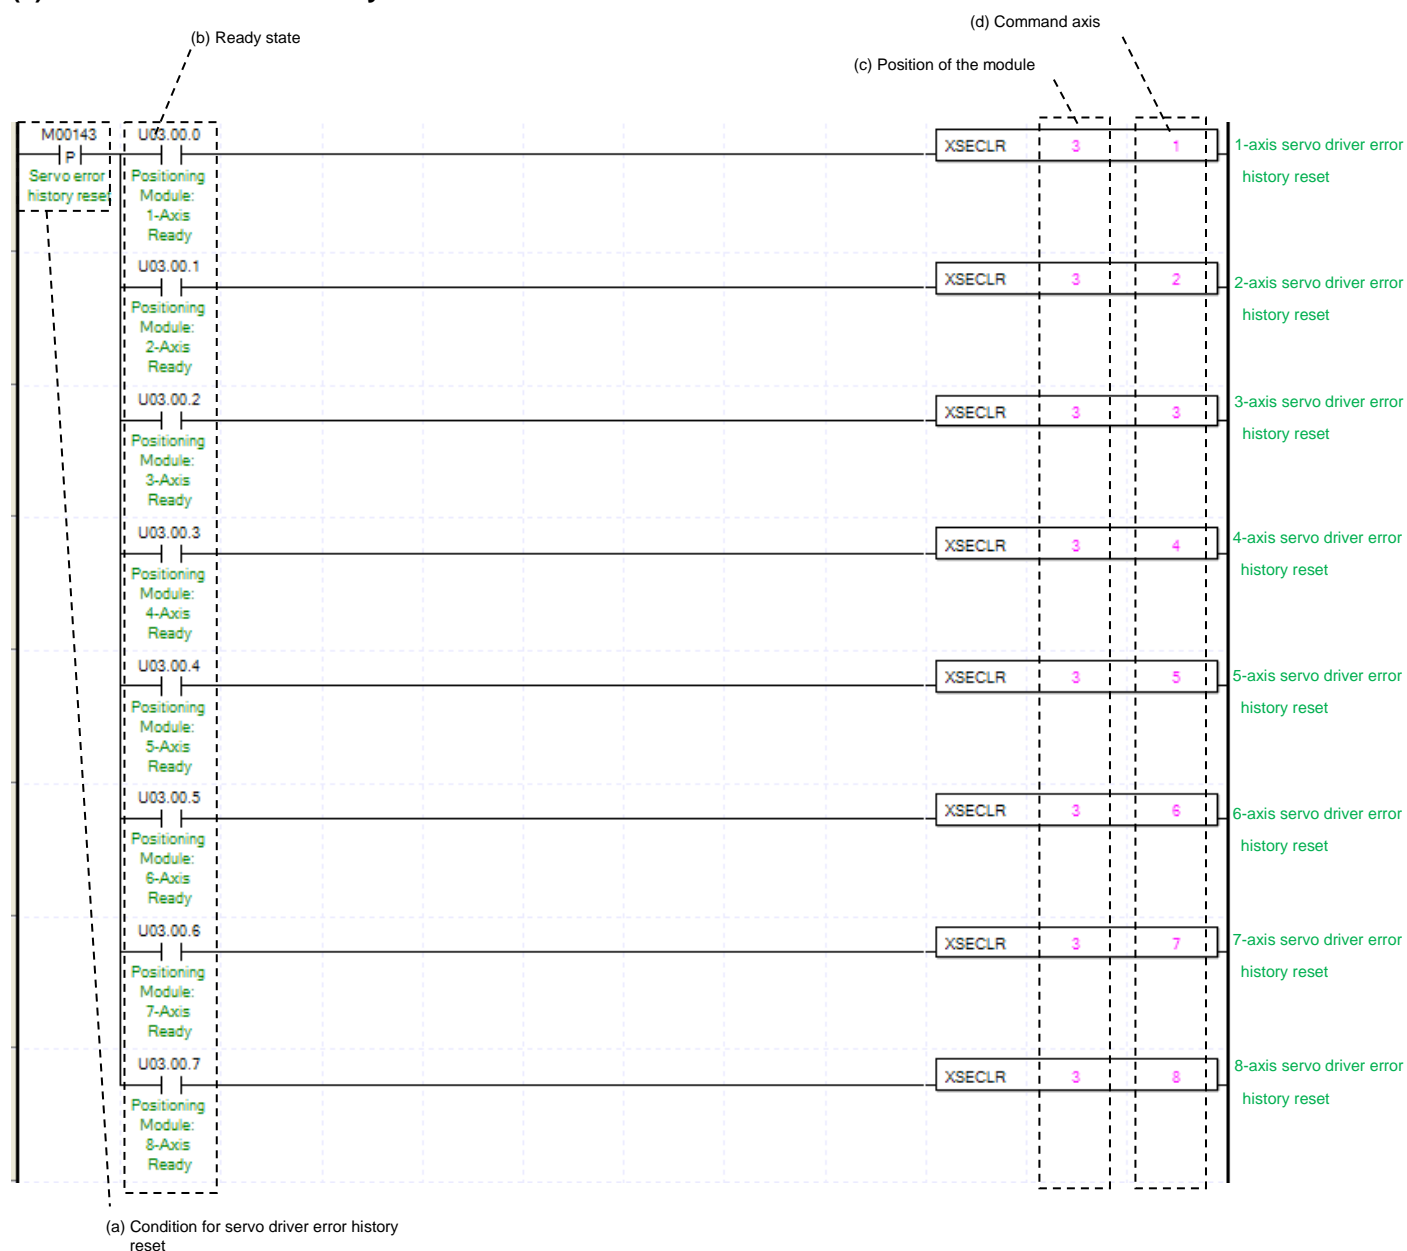 (d) Command axis
(b) Ready state
(c) Position of the module
M00143
P
Servo error
history reset
U03.00.0
Positioning
Module:
1-Axis
Ready
XSECLR 3 1
1-axis servo driver error
history reset
U03.00.1
Positioning
Module:
2-Axis
Ready
XSECLR 3 2
2-axis servo driver error
history reset
U03.00.2
Positioning
Module:
3-Axis
Ready
XSECLR 3 3
3-axis servo driver error
history reset
U03.00.3
Positioning
Module:
4-Axis
Ready
XSECLR 3 4
4-axis servo driver error
history reset
U03.00.4
Positioning
Module:
5-Axis
Ready
XSECLR 3 5
5-axis servo driver error
history reset
U03.00.5
Positioning
Module:
6-Axis
Ready
XSECLR 3 6
6-axis servo driver error
history reset
U03.00.6
Positioning
Module:
7-Axis
Ready
XSECLR 3 7
7-axis servo driver error
history reset
U03.00.7
Positioning
Module:
8-Axis
Ready
XSECLR 3 8
8-axis servo driver error
history reset
(a) Condition for servo driver error history
reset